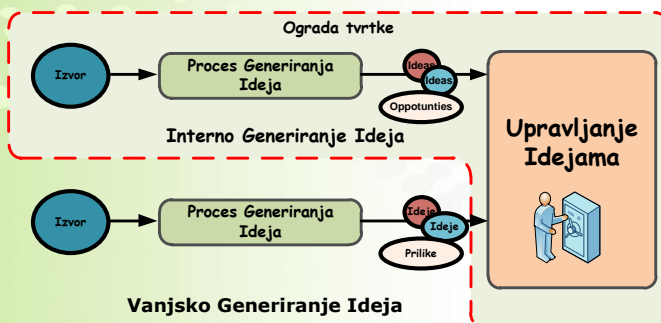 Ograda tvrtke
Izvor
Proces Generiranja
Ideja
Ideas
Ideas
Oppotunties
Interno Generiranje Ideja
Upravljanje
Idejama
Izvor
Proces Generiranja
Ideja
Ideje
Ideje
Prilike
Vanjsko Generiranje Ideja